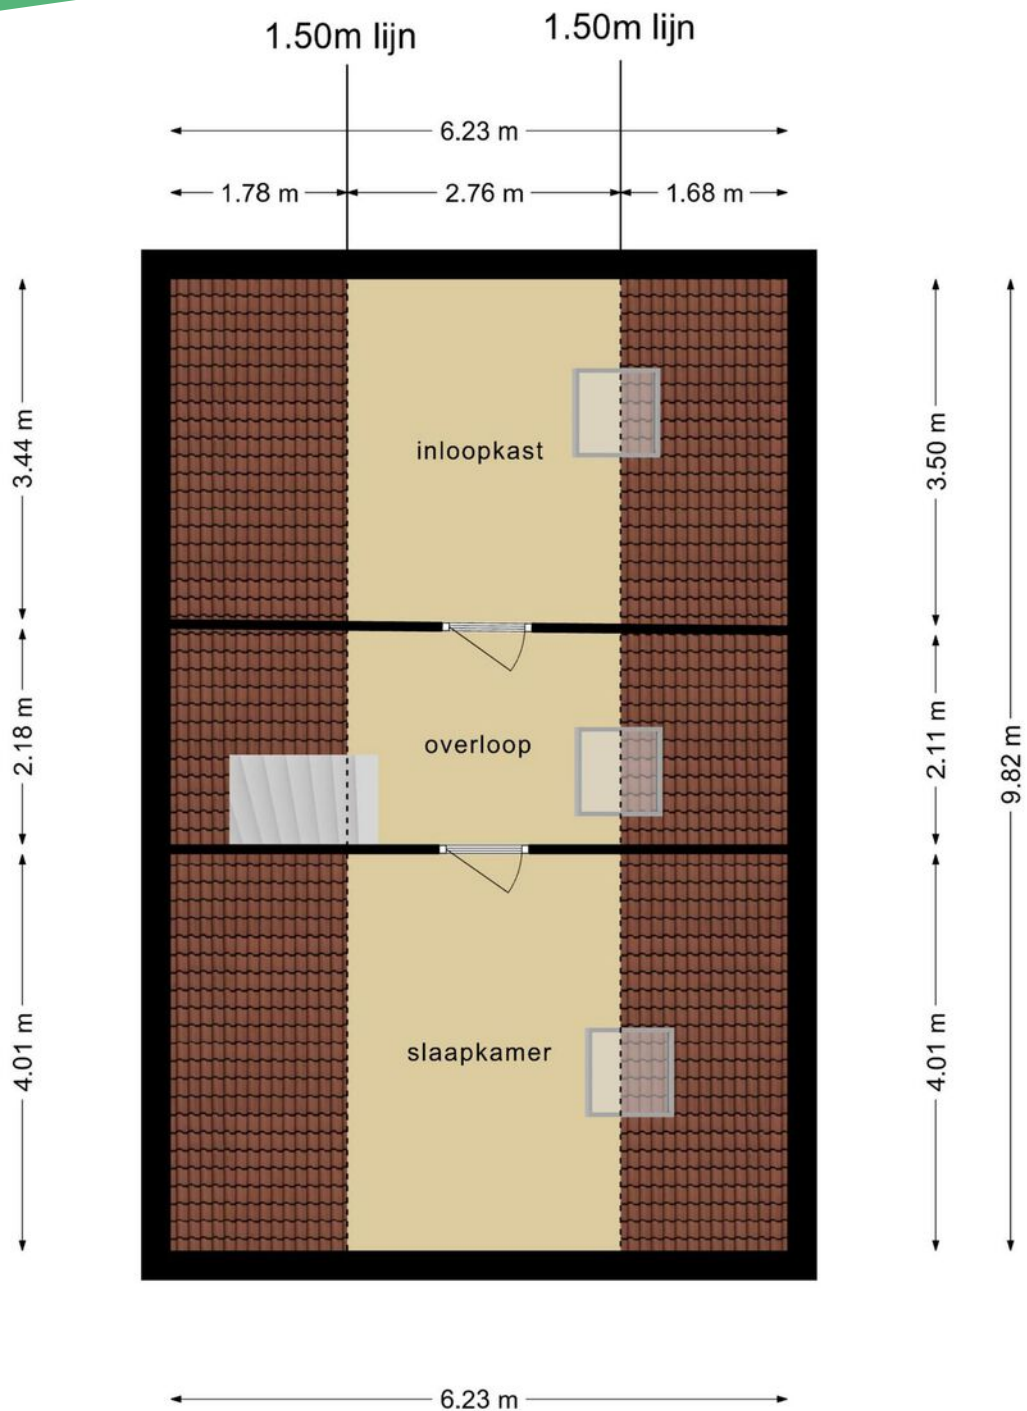 1.50m lijn
1.50m lijn
6.23 m
1.78 m
2.76 m
1.68 m
3.44 m
inloopkast
3.50 m
2.18 m
overloop
2.11 m
9.82 m
4.01 m
slaapkamer
4.01 m
6.23 m